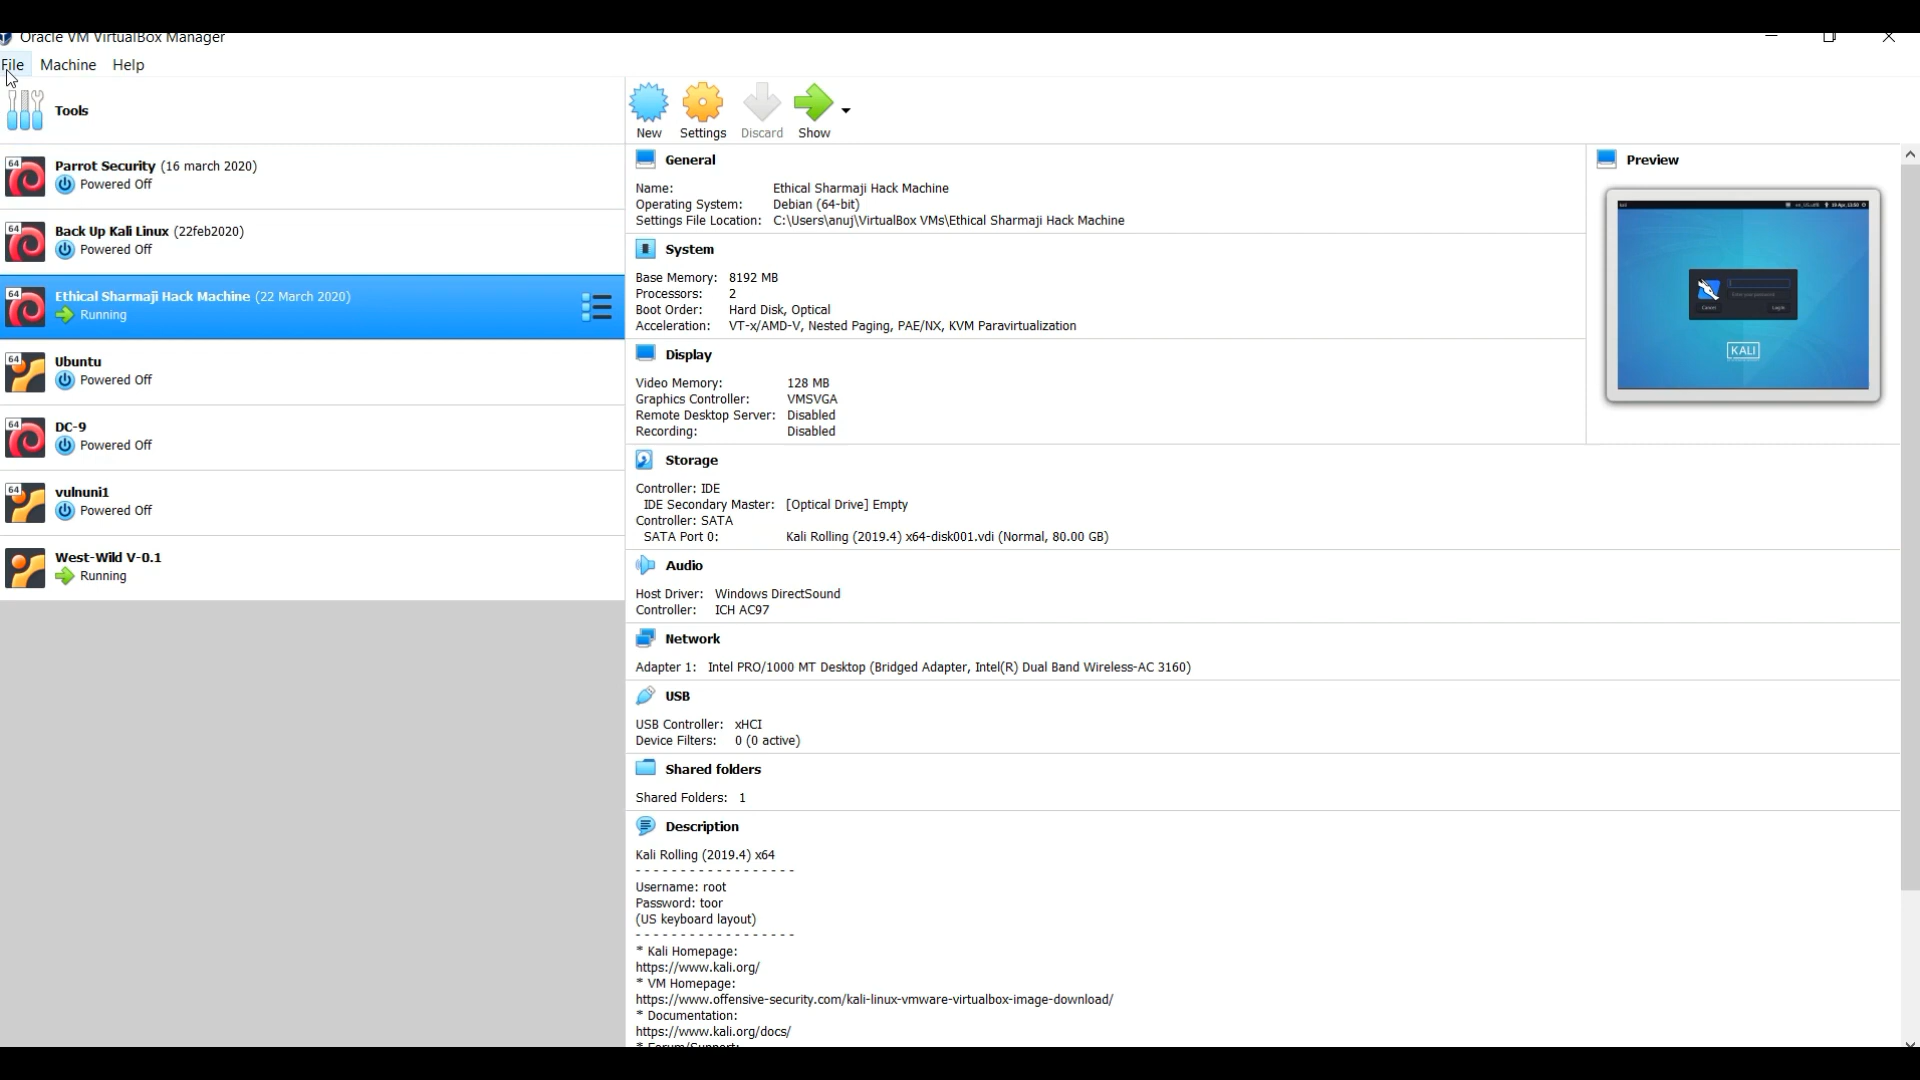 Oracle VM VirtualBox Manager
File Machine Help
Tools
New Settings Discard Show
64 Parrot Security (16 march 2020)
Powered Off
64 Back Up Kali Linux (22feb2020)
Powered Off
64 Ethical Sharmaji Hack Machine (22 March 2020)
Running
64 Ubuntu
Powered Off
64 DC-9
Powered Off
64 vulnuni1
Powered Off
West-Wild V-0.1
Running
General
Name: Ethical Sharmaji Hack Machine
Operating System: Debian (64-bit)
Settings File Location: C:\Users\anuj\VirtualBox VMs\Ethical Sharmaji Hack Machine
System
Base Memory: 8192 MB
Processors: 2
Boot Order: Hard Disk, Optical
Acceleration: VT-x/AMD-V, Nested Paging, PAE/NX, KVM Paravirtualization
Display
Video Memory: 128 MB
Graphics Controller: VMSVGA
Remote Desktop Server: Disabled
Recording: Disabled
Preview
KALI
Storage
Controller: IDE
IDE Secondary Master: [Optical Drive] Empty
Controller: SATA
SATA Port 0: Kali Rolling (2019.4) x64-disk001.vdi (Normal, 80.00 GB)
Audio
Host Driver: Windows DirectSound
Controller: ICH AC97
Network
Adapter 1: Intel PRO/1000 MT Desktop (Bridged Adapter, Intel(R) Dual Band Wireless-AC 3160)
USB
USB Controller: xHCI
Device Filters: 0 (0 active)
Shared folders
Shared Folders: 1
Description
Kali Rolling (2019.4) x64
- - - - - - - - - - - - - - - - - -
Username: root
Password: toor
(US keyboard layout)
- - - - - - - - - - - - - - - - - -
* Kali Homepage:
https://www.kali.org/
* VM Homepage:
https://www.offensive-security.com/kali-linux-vmware-virtualbox-image-download/
* Documentation:
https://www.kali.org/docs/
* Forum/Support: